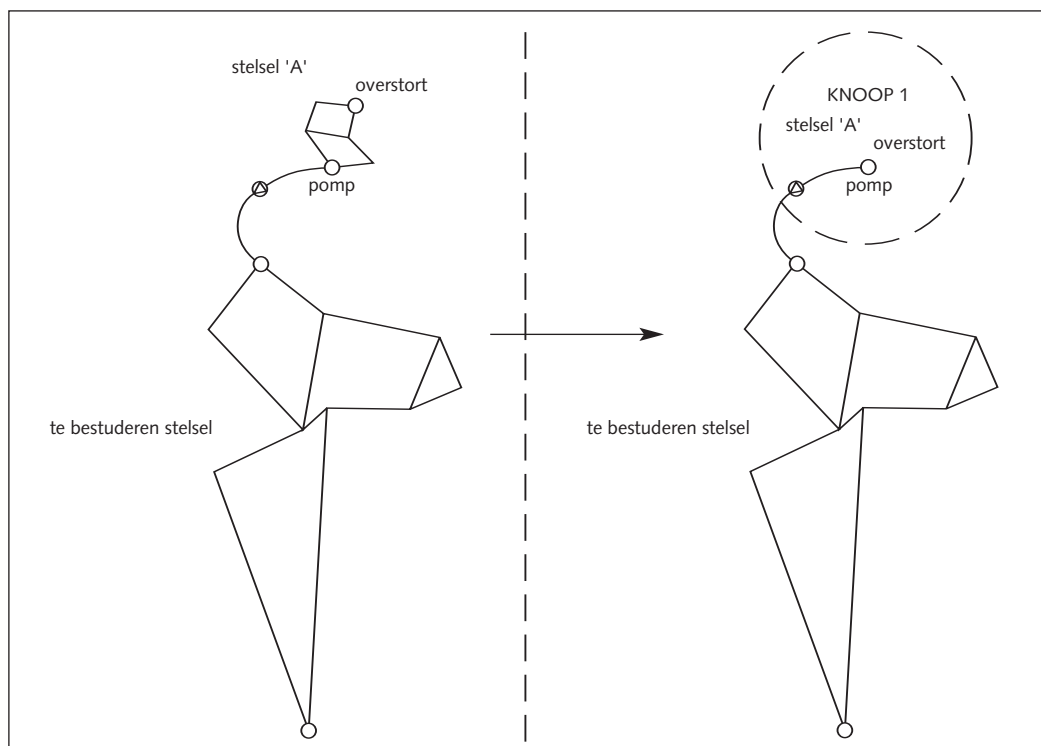 stelsel 'A'
overstort
pomp
te bestuderen stelsel
KNOOP 1
stelsel 'A'
overstort
pomp
te bestuderen stelsel